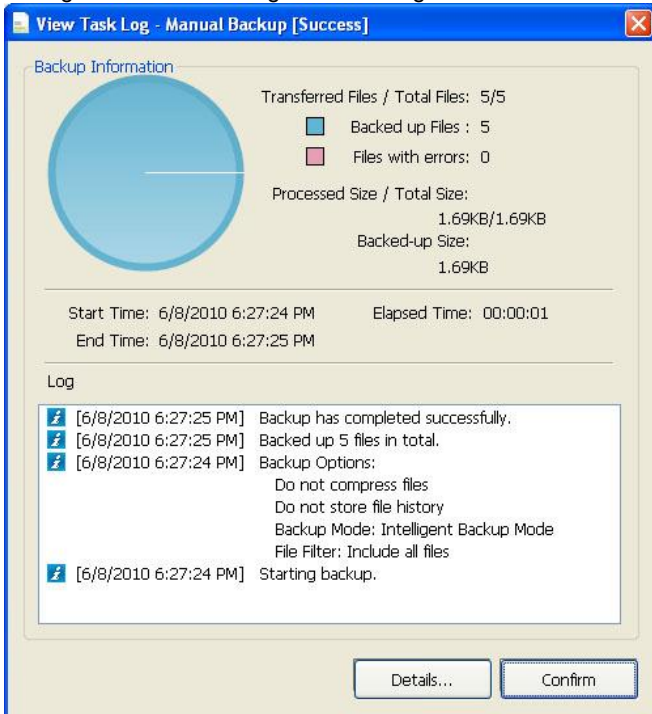 View Task Log - Manual Backup [Success]
Backup Information
Transferred Files / Total Files: 5/5
Backed up Files : 5
Files with errors: 0
Processed Size / Total Size:
1.69KB/1.69KB
Backed-up Size:
1.69KB
Start Time: 6/8/2010 6:27:24 PM Elapsed Time: 00:00:01
End Time: 6/8/2010 6:27:25 PM
Log
[6/8/2010 6:27:25 PM] Backup has completed successfully.
[6/8/2010 6:27:25 PM] Backed up 5 files in total.
[6/8/2010 6:27:24 PM] Backup Options:
Do not compress files
Do not store file history
Backup Mode: Intelligent Backup Mode
File Filter: Include all files
[6/8/2010 6:27:24 PM] Starting backup.
Details... Confirm